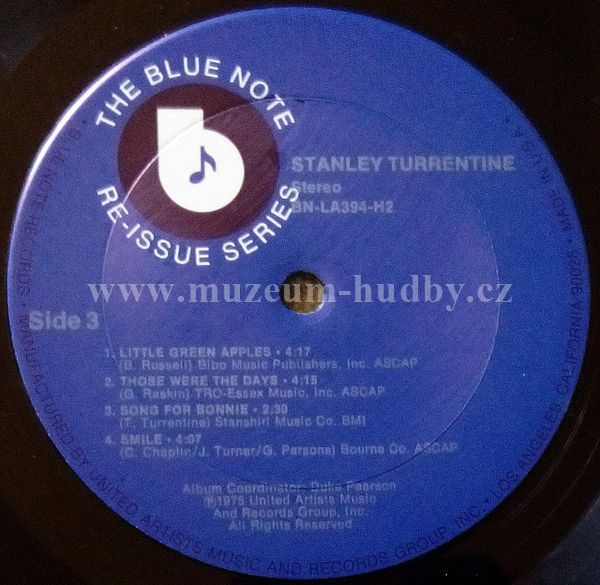 THE BLUE NOTE
RE-ISSUE SERIES
STANLEY TURRENTINE
Stereo
BN-LA394-H2
www.muzeum-hudby.cz
Side 3
1. LITTLE GREEN APPLES • 4:17
(B. Russell) Bibo Music Publishers, Inc. ASCAP
2. THOSE WERE THE DAYS • 4:15
(G. Raskin) TRO-Essex Music, Inc. ASCAP
3. SONG FOR BONNIE • 2:30
(T. Turrentine) Stanshirl Music Co. BMI
4. SMILE • 4:07
(C. Chaplin/J. Turner/G. Parsons) Bourne Co. ASCAP
Album Coordinator: Duke Pearson
℗1975 United Artists Music
And Records Group, Inc.
All Rights Reserved
BLUE NOTE RECORDS • MANUFACTURED BY UNITED ARTISTS MUSIC AND RECORDS GROUP, INC. • LOS ANGELES, CALIFORNIA 90028 • MADE IN U.S.A.